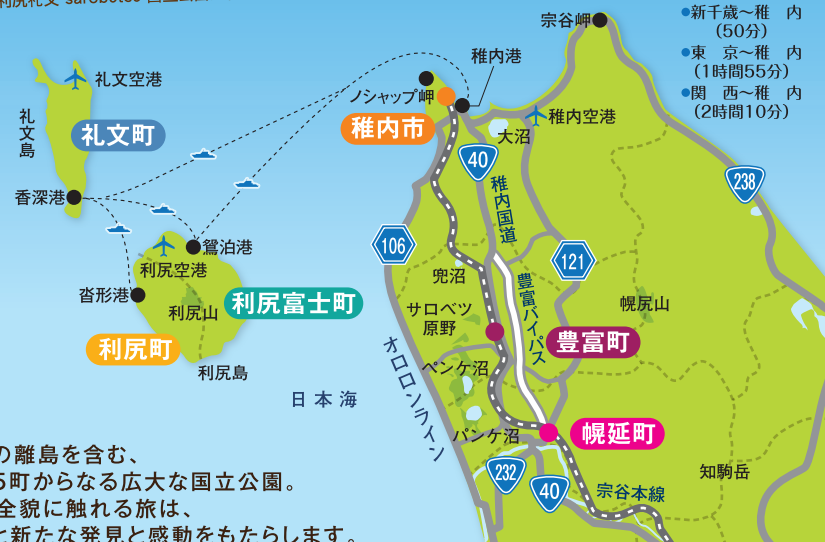 利尻礼文 sarobetsu 国立公園
●新千歳～稚　内
(50分)
●東　京～稚　内
(1時間55分)
●関　西～稚　内
(2時間10分)
宗谷岬
稚内港
礼文空港
ノシャップ岬
稚内市
稚内空港
大沼
礼文島
礼文町
40
稚内国道
238
香深港
106
121
鴛泊港
利尻空港
兜沼
沓形港
利尻山
利尻富士町
サロベツ
原野
豊富バイパス
幌尻山
豊富町
利尻町
オロロンライン
ペンケ沼
利尻島
日本海
パンケ沼
幌延町
の離島を含む、
5町からなる広大な国立公園。
全貌に触れる旅は、
と新たな発見と感動をもたらします。
232
40
宗谷本線
知駒岳